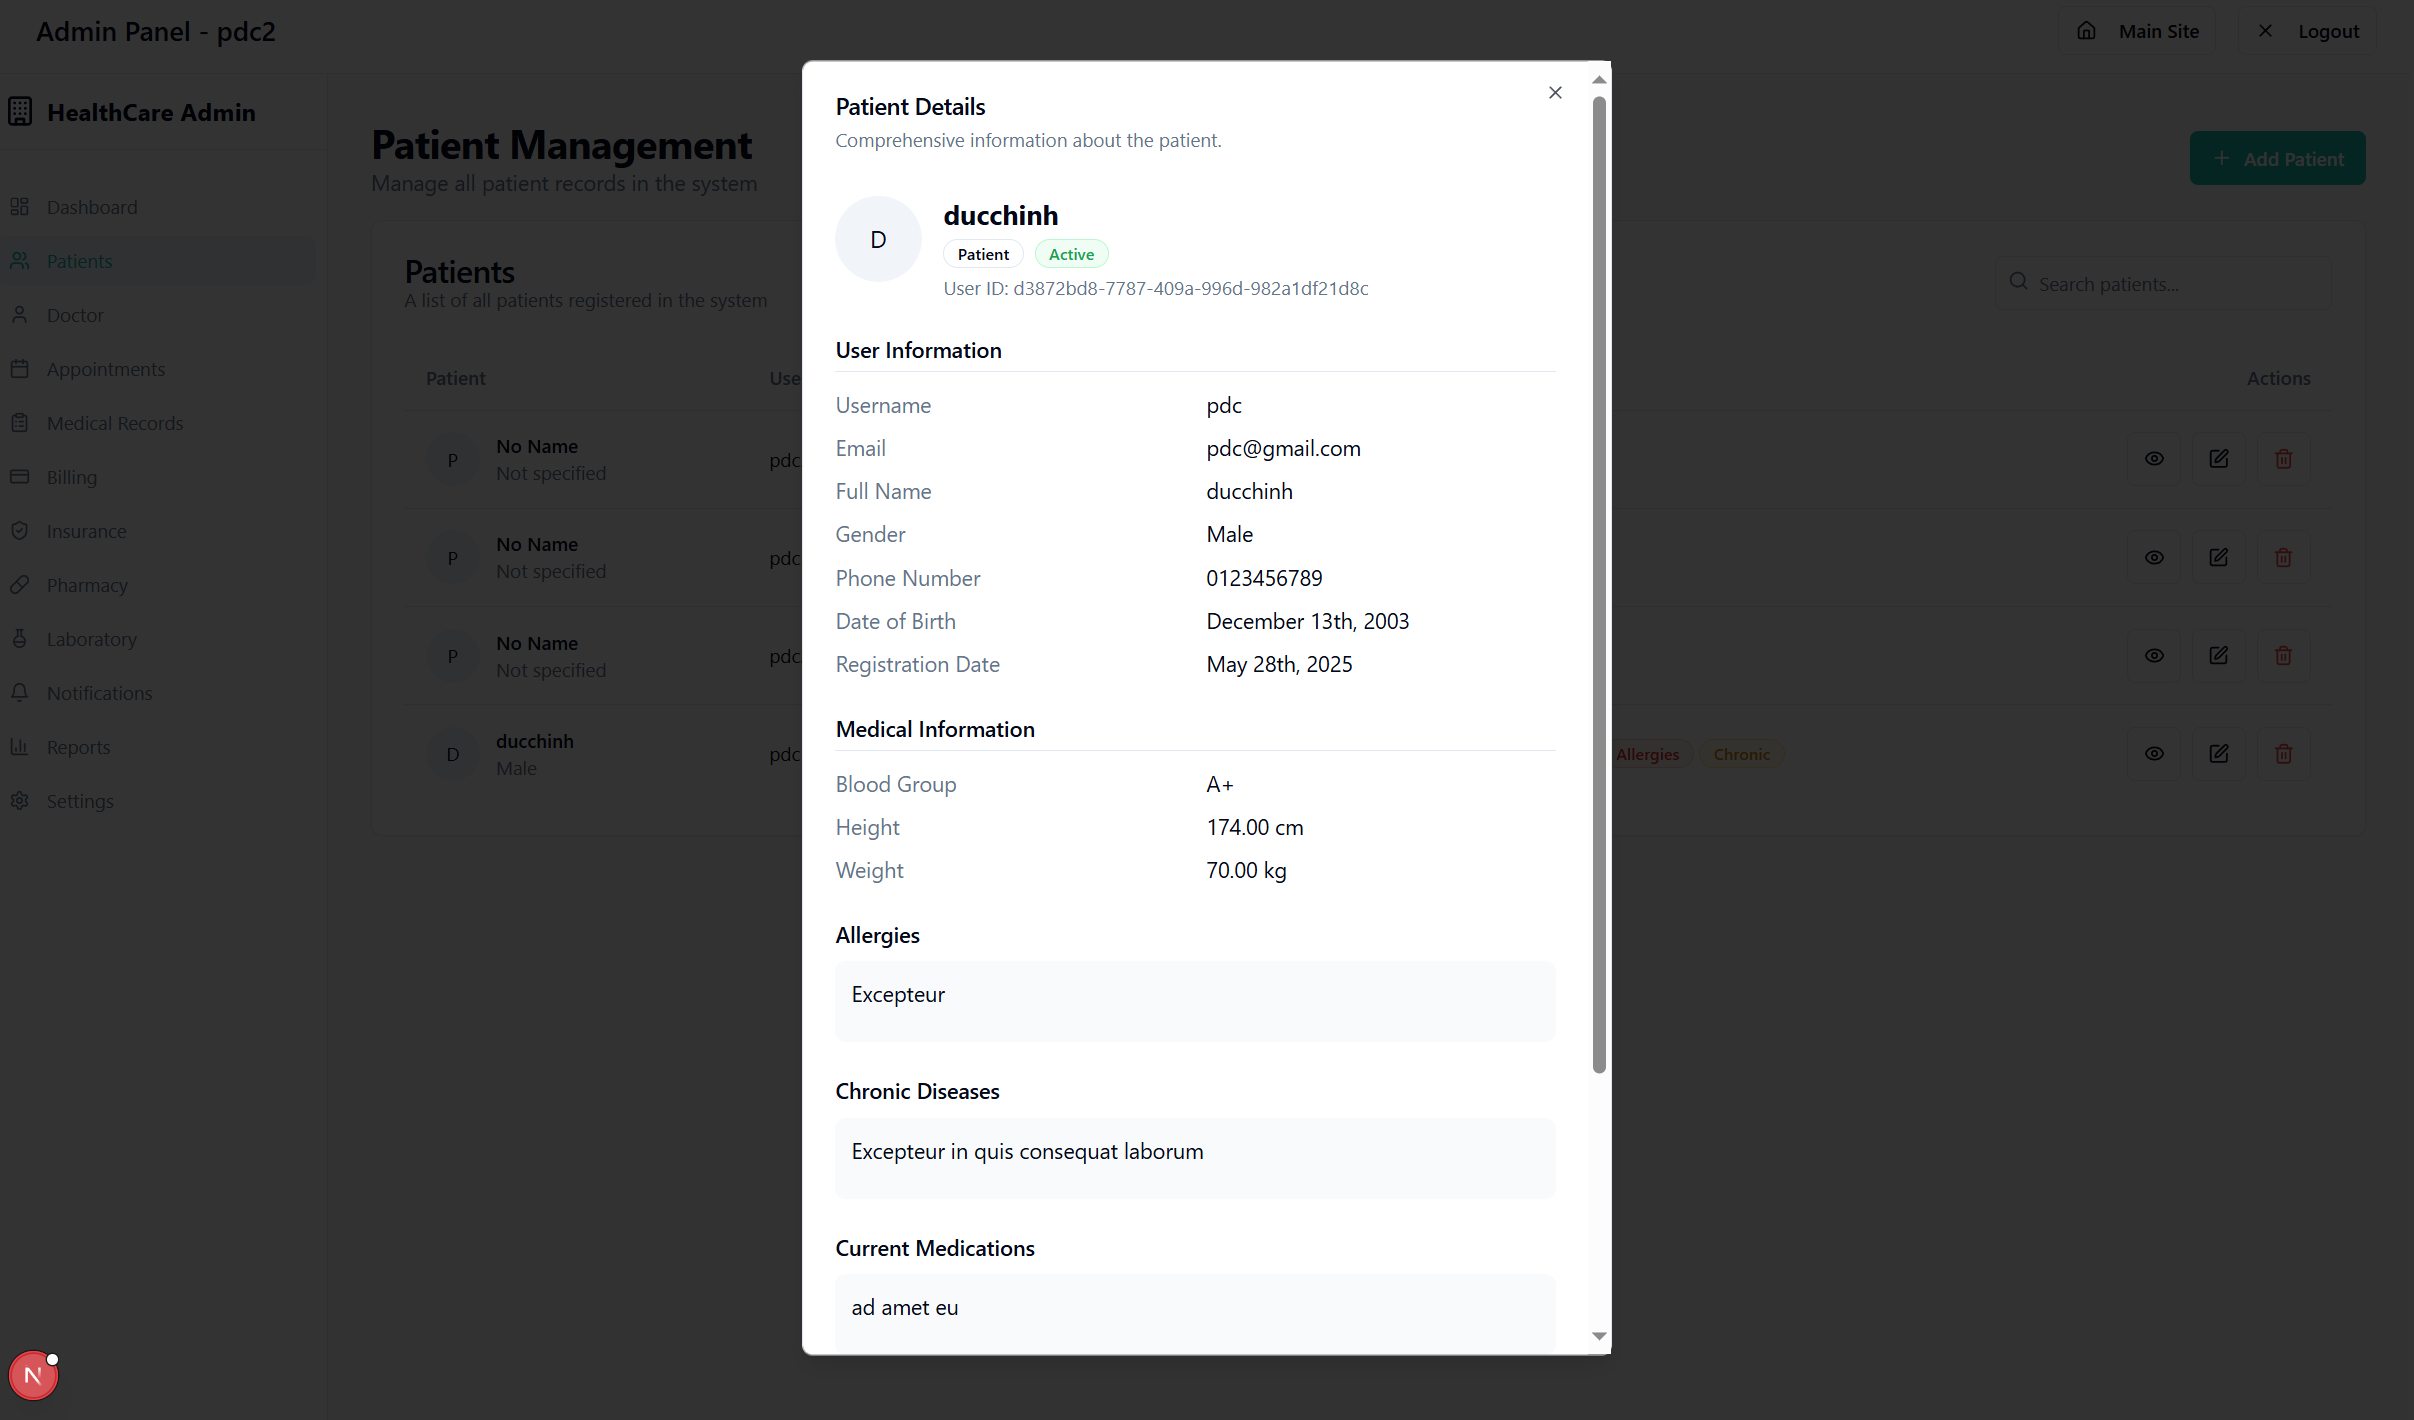 Admin Panel - pdc2
Main Site
Logout
HealthCare Admin
Dashboard
Patients
Doctor
Appointments
Medical Records
Billing
Insurance
Pharmacy
Laboratory
Notifications
Reports
Settings
Patient Management
Manage all patient records in the system
Add Patient
Patients
A list of all patients registered in the system
Search patients...
Patient
Use
Actions
P
No Name
Not specified
pdc
P
No Name
Not specified
pdc
P
No Name
Not specified
pdc
D
ducchinh
Male
pdc
Allergies
Chronic
Patient Details
Comprehensive information about the patient.
D
ducchinh
Patient
Active
User ID: d3872bd8-7787-409a-996d-982a1df21d8c
User Information
Username pdc
Email pdc@gmail.com
Full Name ducchinh
Gender Male
Phone Number 0123456789
Date of Birth December 13th, 2003
Registration Date May 28th, 2025
Medical Information
Blood Group A+
Height 174.00 cm
Weight 70.00 kg
Allergies
Excepteur
Chronic Diseases
Excepteur in quis consequat laborum
Current Medications
ad amet eu
N